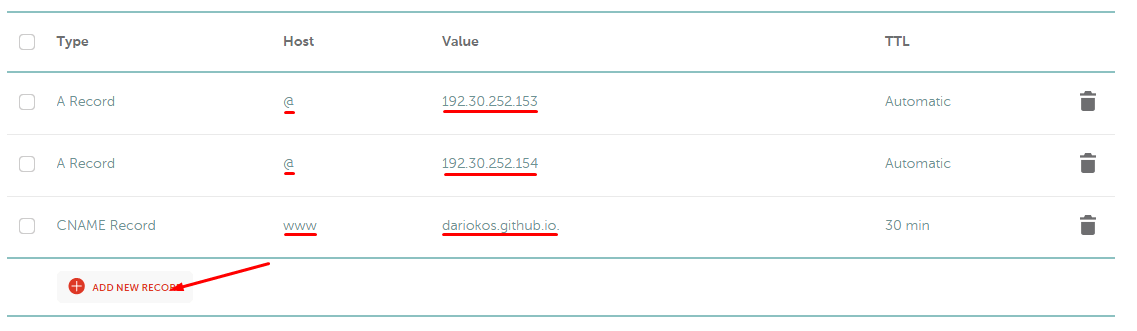 Type Host Value TTL
A Record @ 192.30.252.153 Automatic
A Record @ 192.30.252.154 Automatic
CNAME Record www dariokos.github.io. 30 min
ADD NEW RECORD